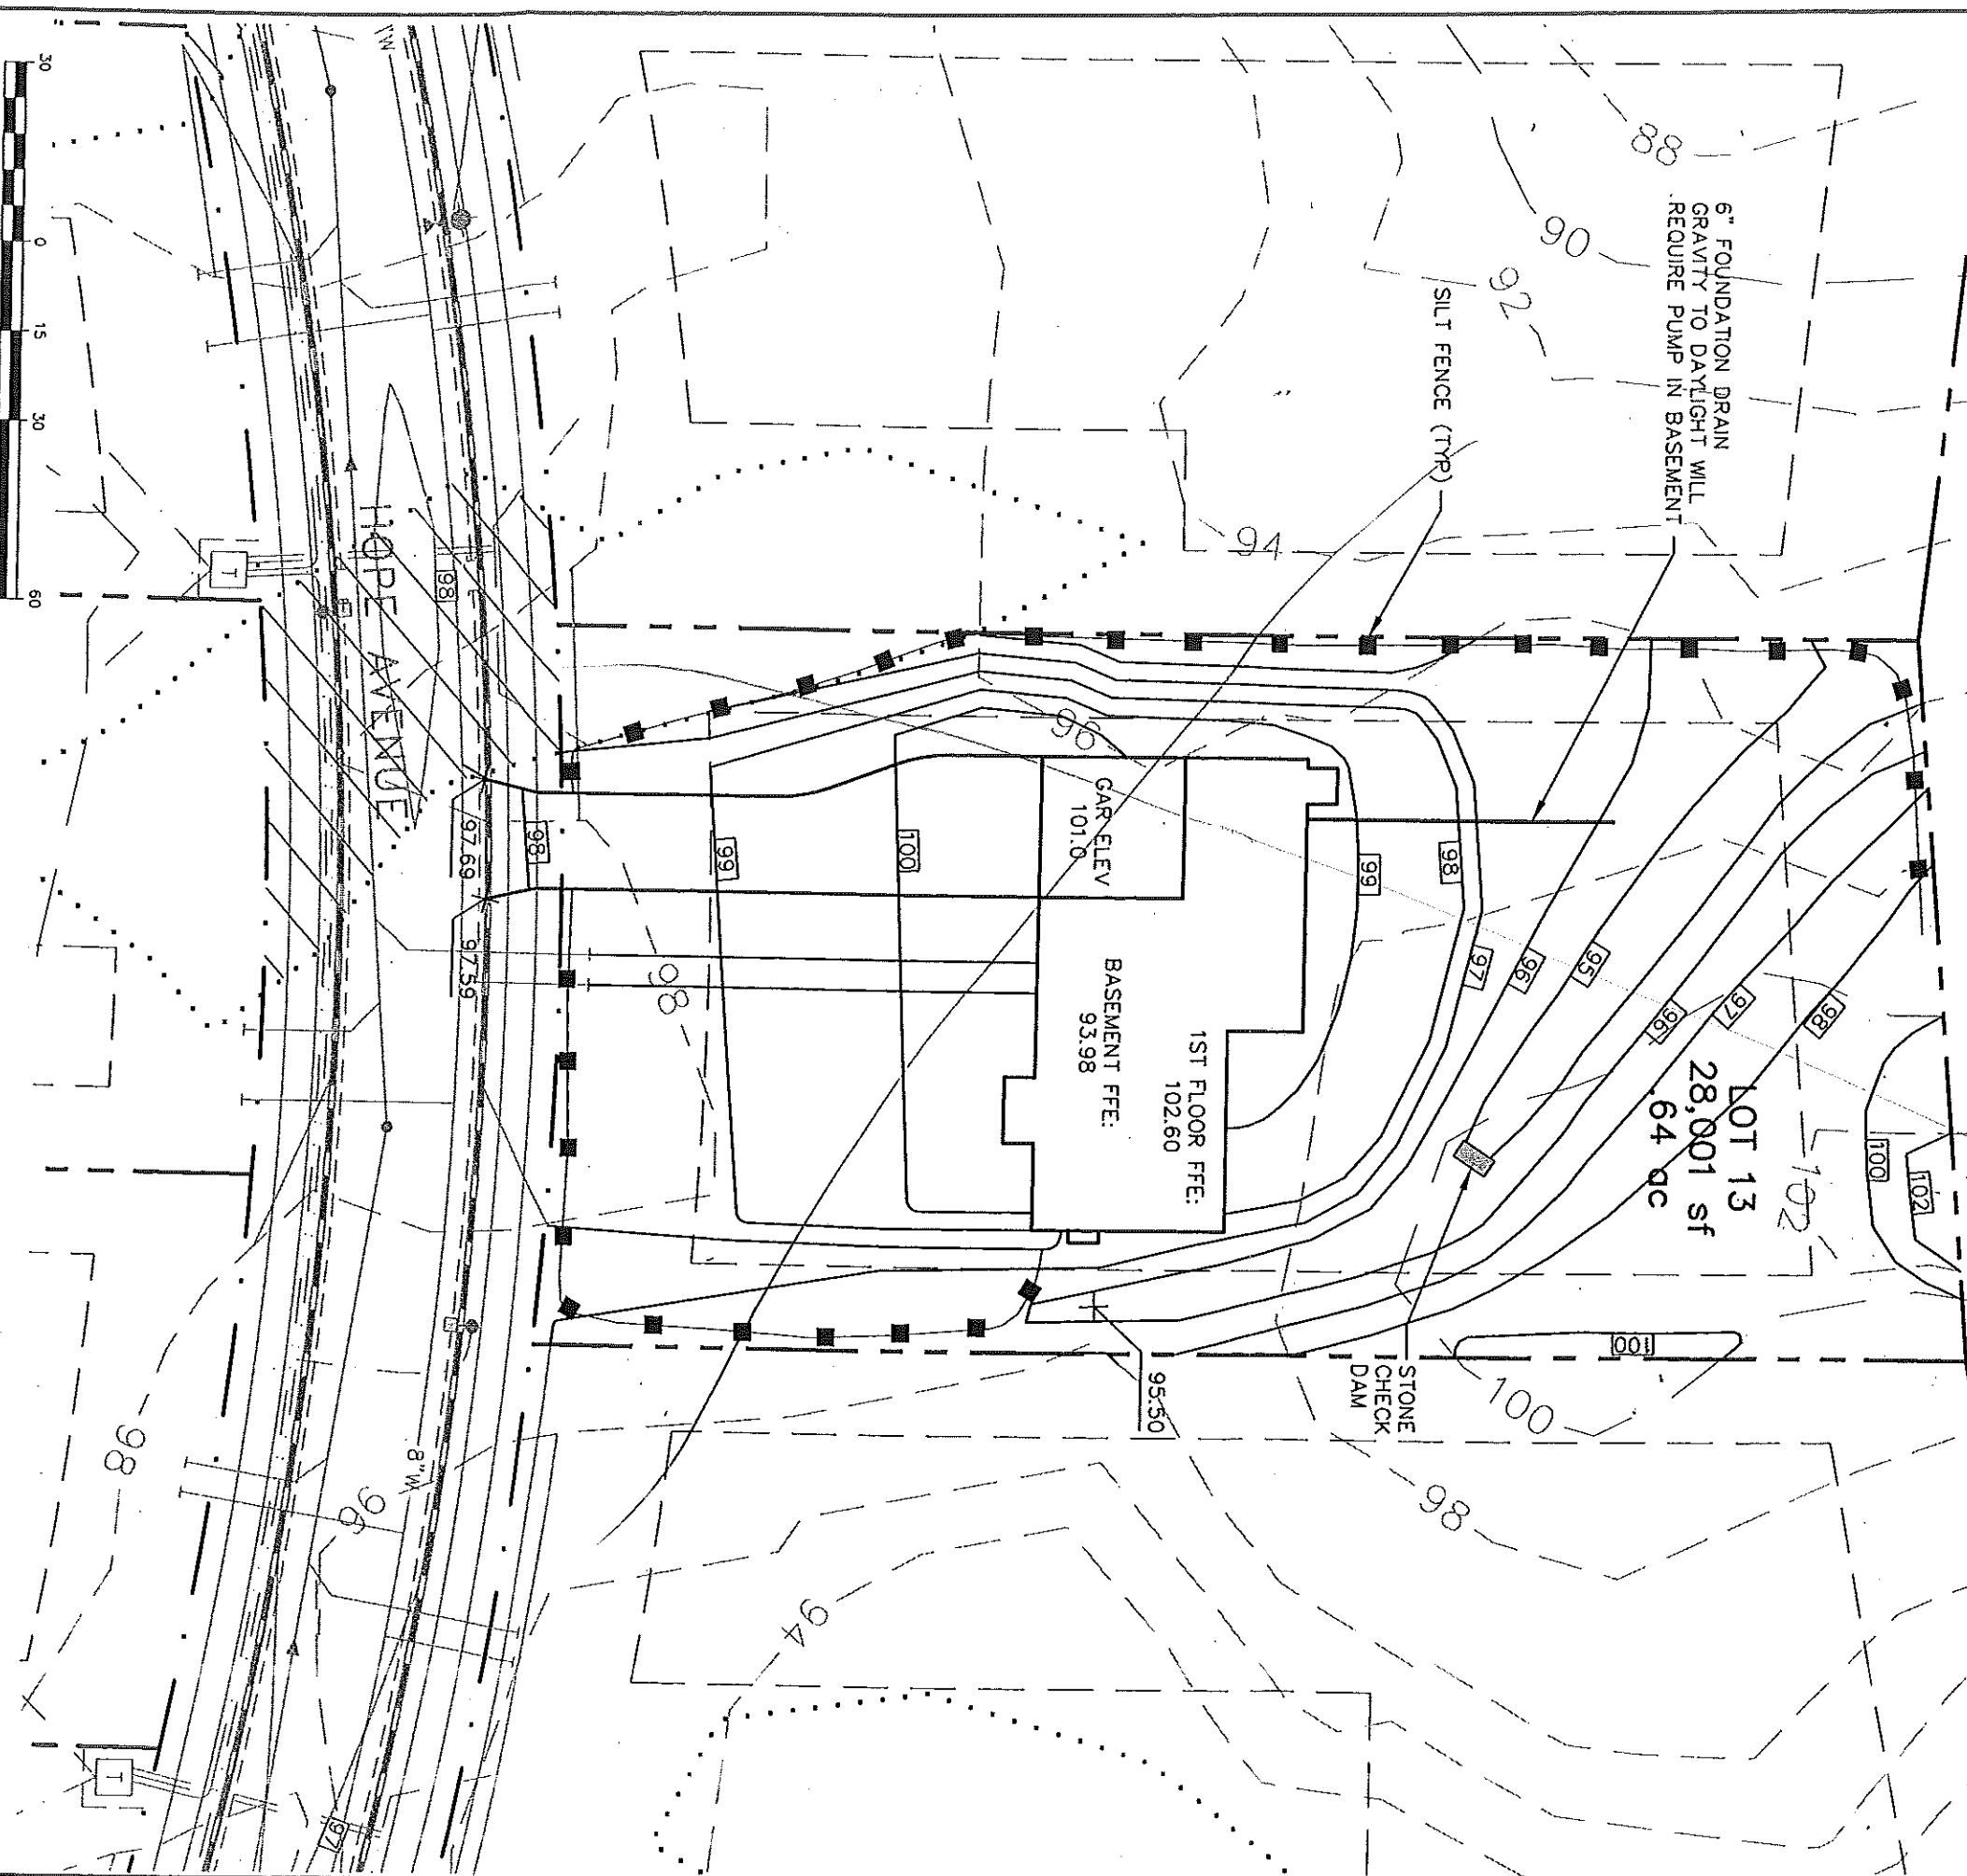 6" FOUNDATION DRAIN
GRAVITY TO DAYLIGHT WILL
REQUIRE PUMP IN BASEMENT
SILT FENCE (TYP)
88
90
92
94
96
GAR ELEV
101.0
1ST FLOOR FFE:
102.60
BASEMENT FFE:
93.98
LOT 13
28,001 sf
.64 ac
102
100
102
100
98
97
96
95
96
97
98
99
100
99
98
98
97.69
97.59
98
HOPE AVENUE
STONE
CHECK
DAM
95.50
100
98
94
96
98
97
8"W
T
T
30
0
15
30
60